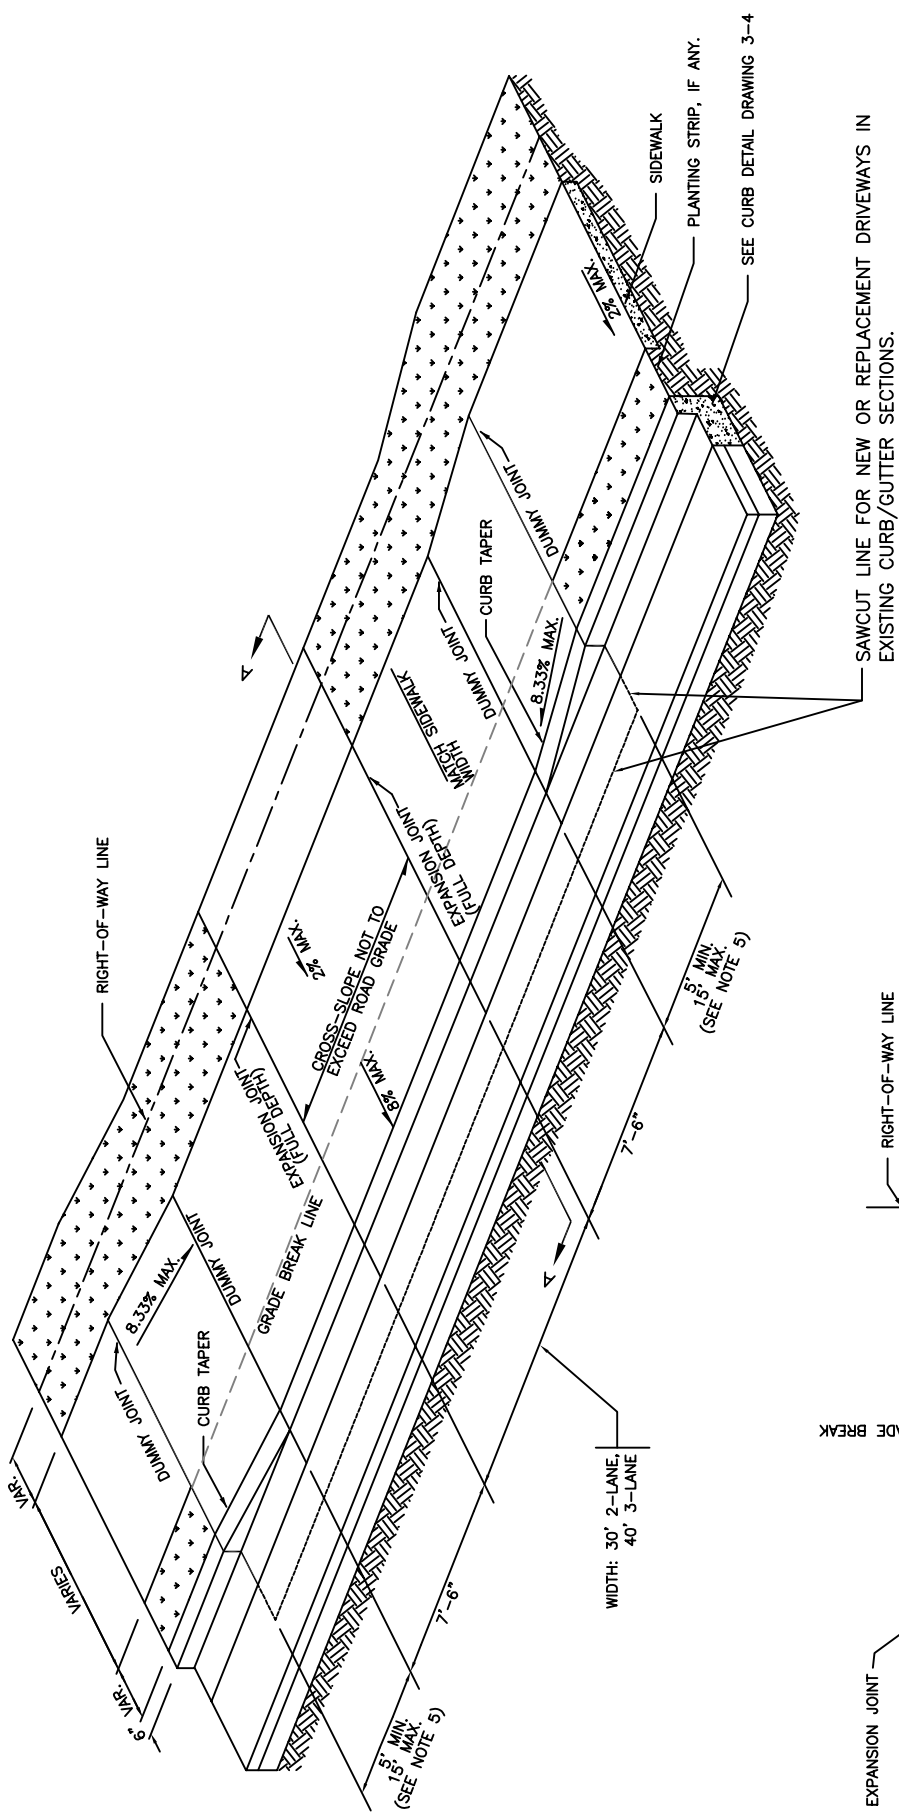 RIGHT-OF-WAY LINE
A
SIDEWALK
PLANTING STRIP, IF ANY.
SEE CURB DETAIL DRAWING 3-4
SAWCUT LINE FOR NEW OR REPLACEMENT DRIVEWAYS IN
EXISTING CURB/GUTTER SECTIONS.
2% MAX.
DUMMY JOINT
CURB TAPER
DUMMY JOINT
8.33% MAX.
MATCH SIDEWALK
WIDTH
EXPANSION JOINT
(FULL DEPTH)
2% MAX.
CROSS-SLOPE NOT TO
EXCEED ROAD GRADE
8% MAX.
EXPANSION JOINT
(FULL DEPTH)
GRADE BREAK LINE
DUMMY JOINT
8.33% MAX.
DUMMY JOINT
CURB TAPER
VAR.
VARIES
VAR.
6"
5' MIN.
15' MAX.
(SEE NOTE 5)
7'-6"
WIDTH: 30' 2-LANE,
40' 3-LANE
A
7'-6"
5' MIN.
15' MAX.
(SEE NOTE 5)
RIGHT-OF-WAY LINE
ADE BREAK
EXPANSION JOINT